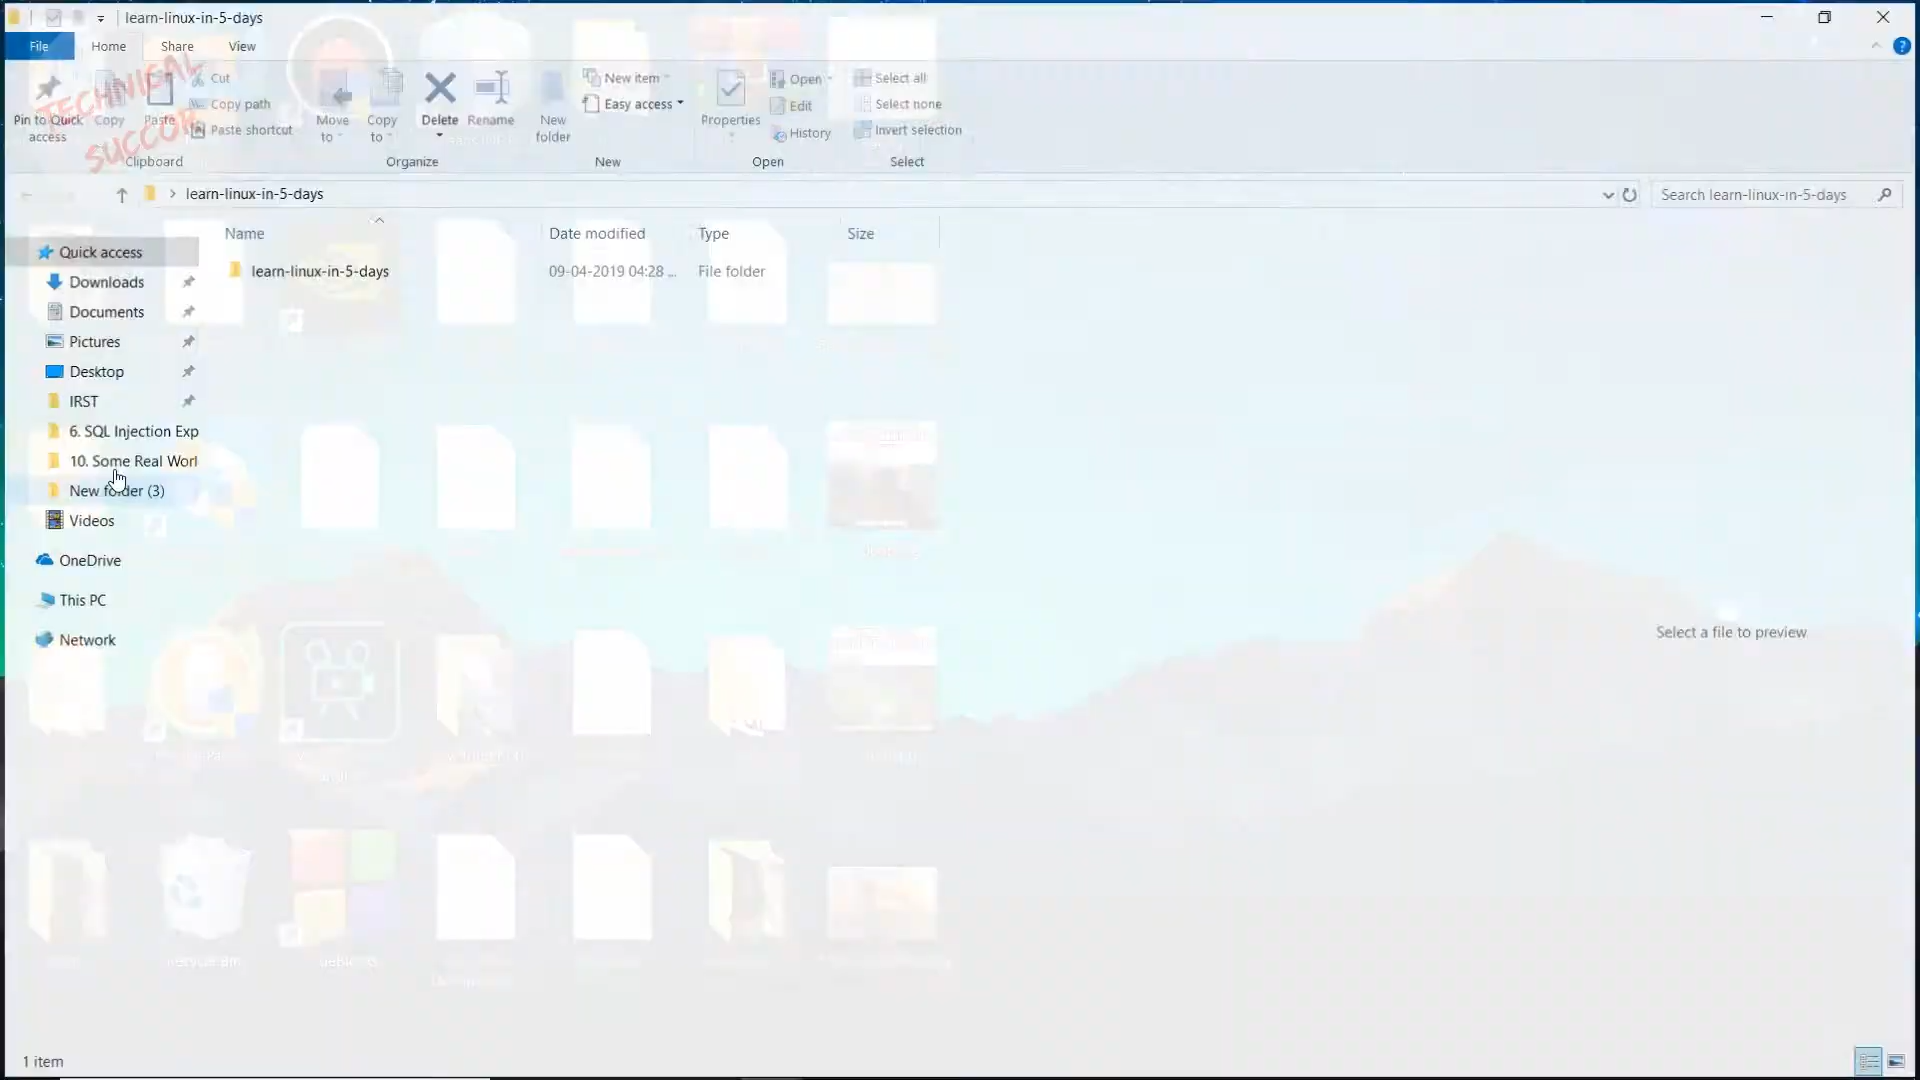 learn-linux-in-5-days
File
Home
Share
View
TECHNICAL
SUCCOR
Pin to Quick access
Copy
Paste
Cut
Copy path
Paste shortcut
Clipboard
Move to
Copy to
Delete
Rename
Organize
New folder
New item
Easy access
New
Properties
Open
Edit
History
Open
Select all
Select none
Invert selection
Select
learn-linux-in-5-days
Search learn-linux-in-5-days
Name
Date modified
Type
Size
learn-linux-in-5-days
09-04-2019 04:28 ...
File folder
Quick access
Downloads
Documents
Pictures
Desktop
IRST
6. SQL Injection Exp
10. Some Real Worl
New folder (3)
Videos
OneDrive
This PC
Network
Select a file to preview
Recycle Bin
1 item